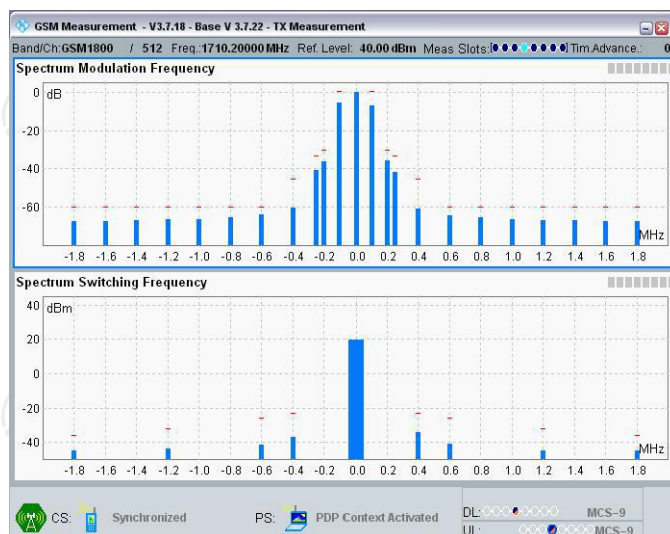 GSM Measurement - V3.7.18 - Base V 3.7.22 - TX Measurement
Band/Ch.:GSM1800 / 512 Freq.:1710.20000 MHz Ref. Level: 40.00 dBm Meas Slots: Tim.Advance.: 0
Spectrum Modulation Frequency
dB
0
-20
-40
-60
MHz
-1.8 -1.6 -1.4 -1.2 -1.0 -0.8 -0.6 -0.4 -0.2 0.0 0.2 0.4 0.6 0.8 1.0 1.2 1.4 1.6 1.8
Spectrum Switching Frequency
dBm
40
20
0
-20
-40
MHz
-1.8 -1.6 -1.4 -1.2 -1.0 -0.8 -0.6 -0.4 -0.2 0.0 0.2 0.4 0.6 0.8 1.0 1.2 1.4 1.6 1.8
CS: Synchronized PS: PDP Context Activated
DL: MCS-9
UL: MCS-9